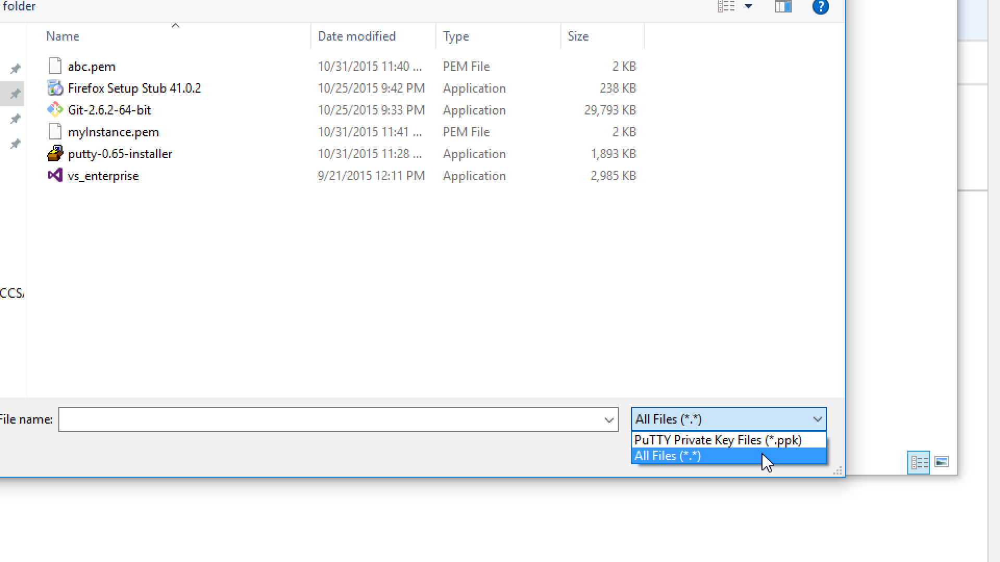 folder
?
Name Date modified Type Size
abc.pem 10/31/2015 11:40 ... PEM File 2 KB
Firefox Setup Stub 41.0.2 10/25/2015 9:42 PM Application 238 KB
Git-2.6.2-64-bit 10/25/2015 9:33 PM Application 29,793 KB
myInstance.pem 10/31/2015 11:41 ... PEM File 2 KB
putty-0.65-installer 10/31/2015 11:28 ... Application 1,893 KB
vs_enterprise 9/21/2015 12:11 PM Application 2,985 KB
CCS
File name: All Files (*.*)
PuTTY Private Key Files (*.ppk)
All Files (*.*)